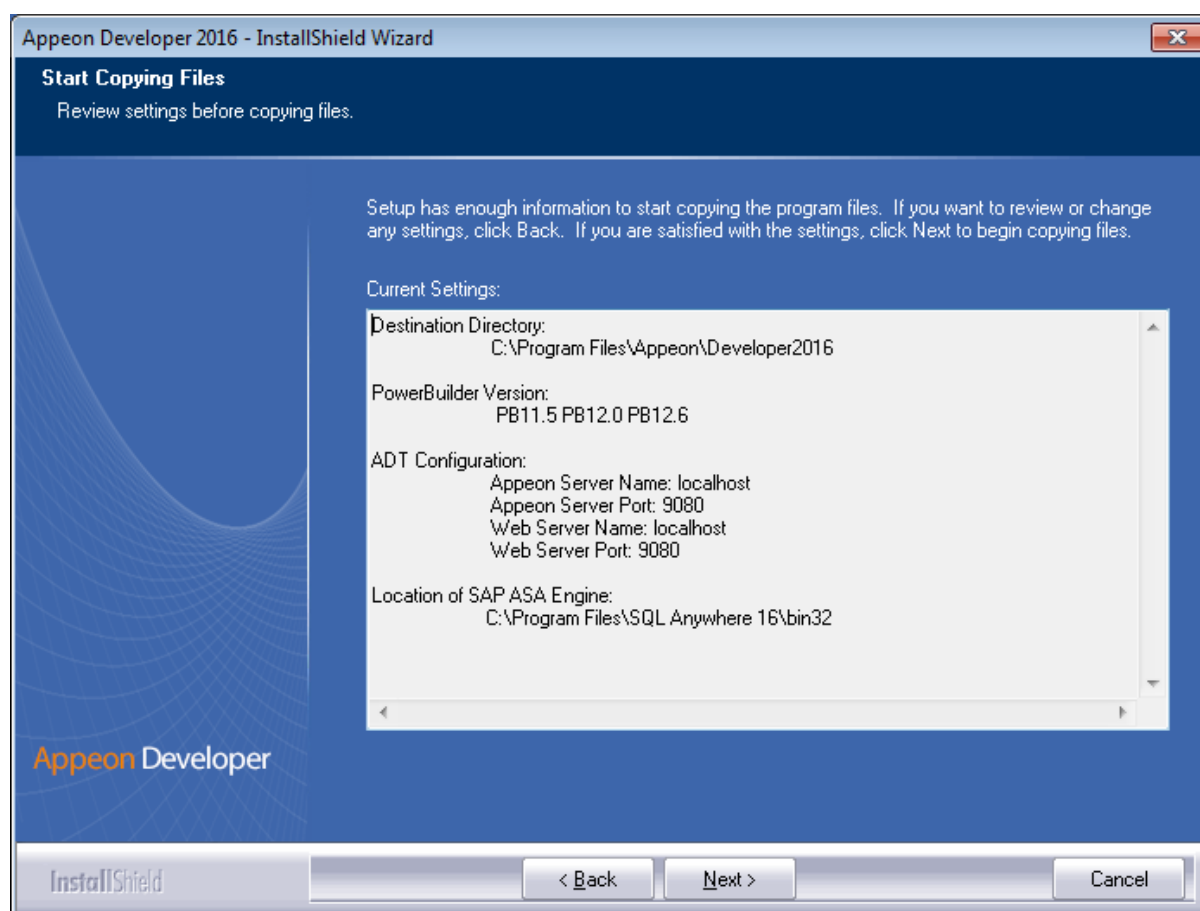 Appeon Developer 2016 - InstallShield Wizard
Start Copying Files
Review settings before copying files.
Setup has enough information to start copying the program files. If you want to review or change
any settings, click Back. If you are satisfied with the settings, click Next to begin copying files.
Current Settings:
Destination Directory:
C:\Program Files\Appeon\Developer2016
PowerBuilder Version:
PB11.5 PB12.0 PB12.6
ADT Configuration:
Appeon Server Name: localhost
Appeon Server Port: 9080
Web Server Name: localhost
Web Server Port: 9080
Location of SAP ASA Engine:
C:\Program Files\SQL Anywhere 16\bin32
Appeon Developer
InstallShield
< Back
Next >
Cancel